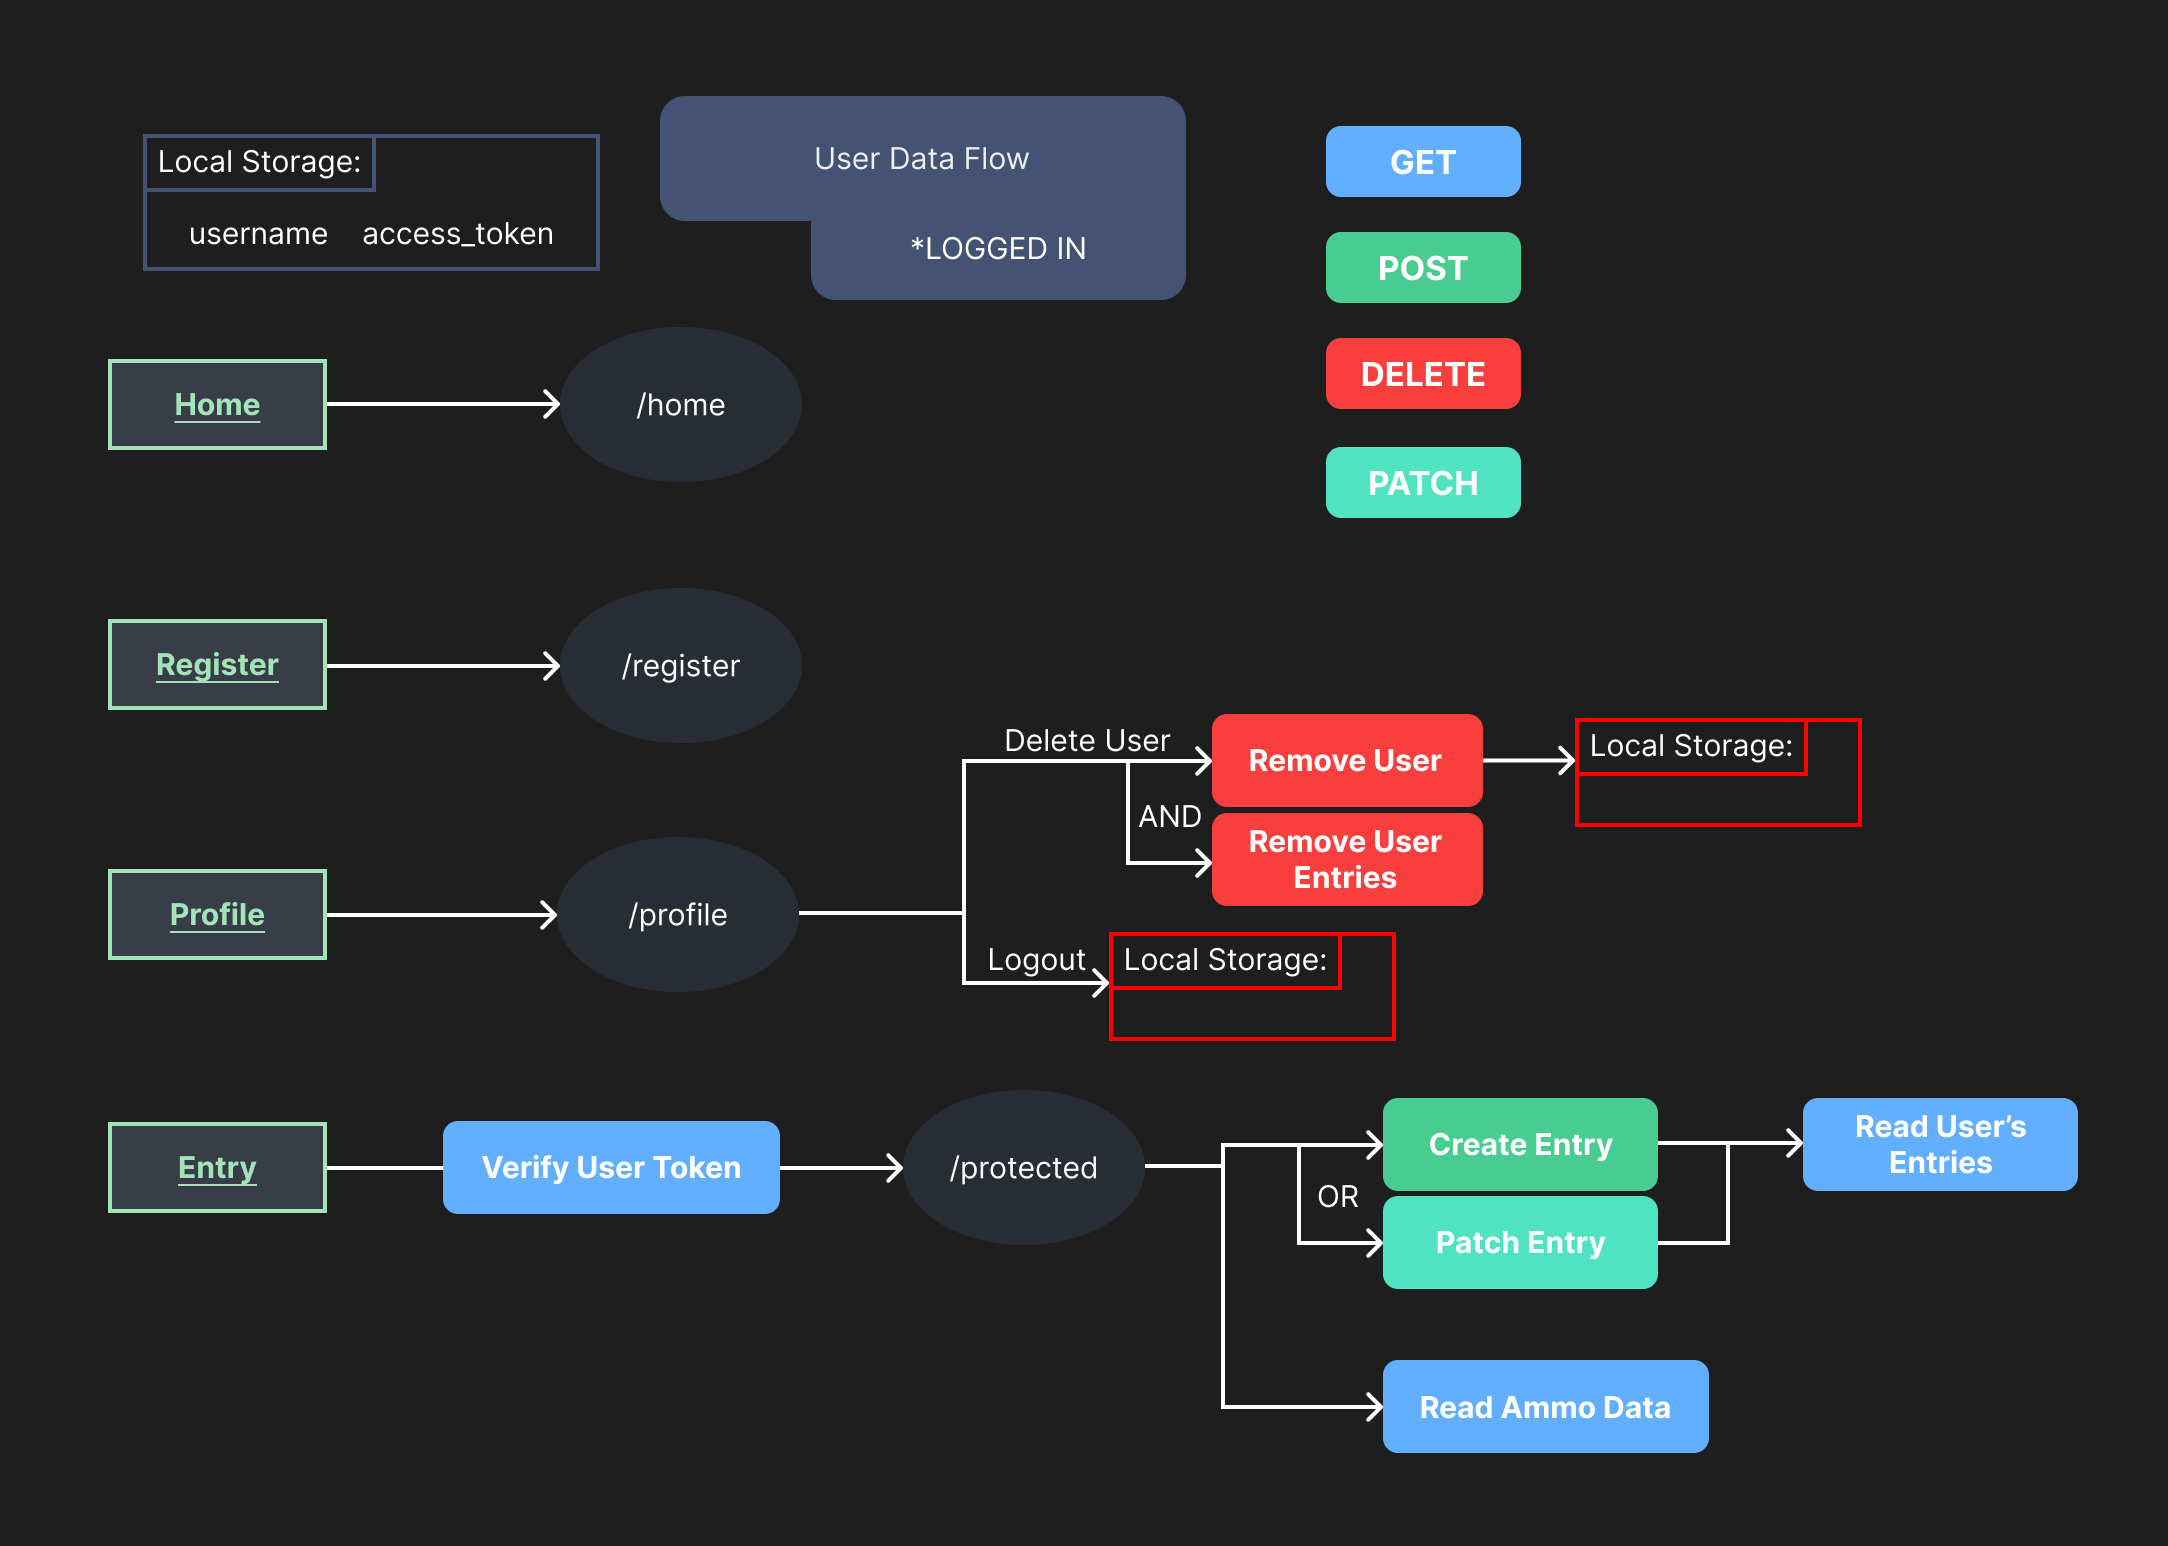 Local Storage:
username access_token
User Data Flow
*LOGGED IN
GET
POST
DELETE
PATCH
Home
/home
Register
/register
Profile
/profile
Delete User
AND
Remove User
Remove User
Entries
Local Storage:
Logout
Local Storage:
Entry
Verify User Token
/protected
OR
Create Entry
Patch Entry
Read User’s
Entries
Read Ammo Data